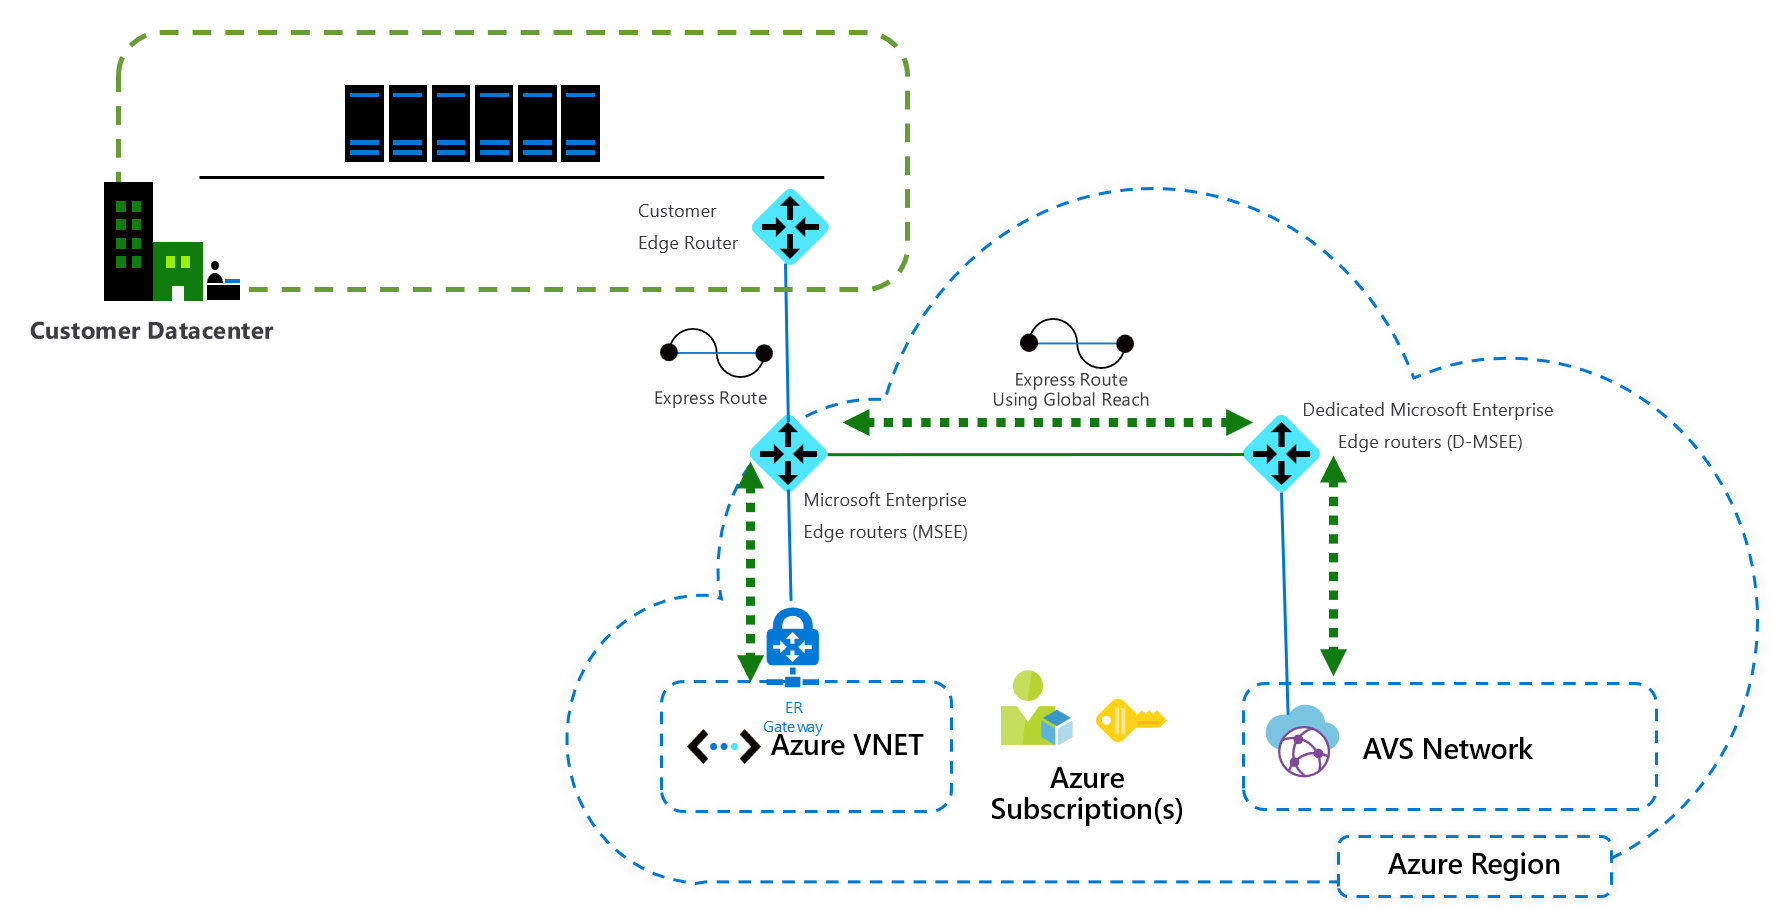 Customer
Edge Router
Customer Datacenter
Express Route
Express Route
Using Global Reach
Dedicated Microsoft Enterprise
Edge routers (D-MSEE)
Microsoft Enterprise
Edge routers (MSEE)
ER
Gateway
Azure VNET
Azure
Subscription(s)
AVS Network
Azure Region